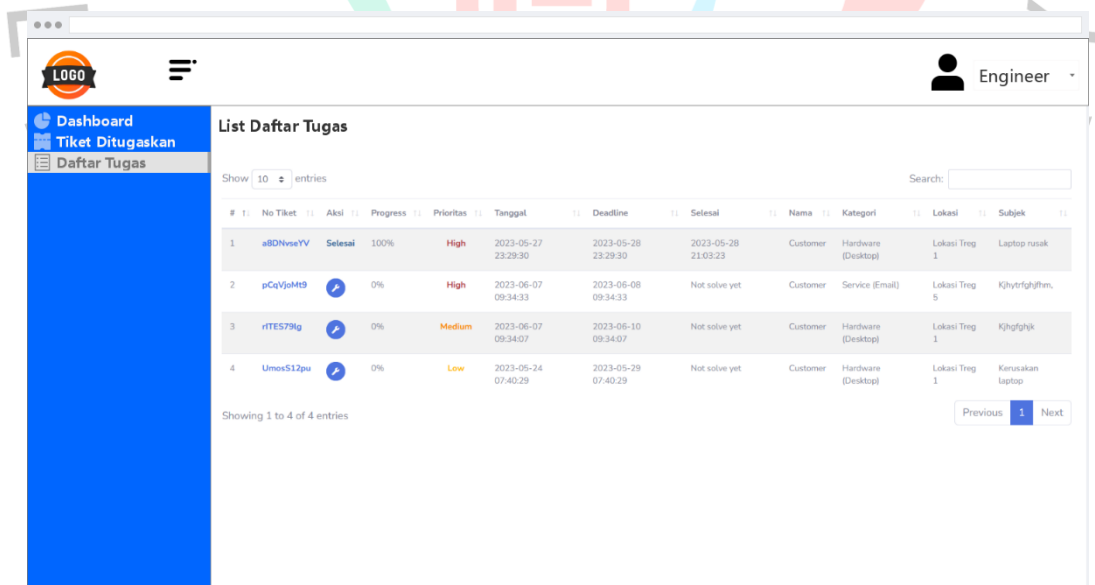 LOGO
Engineer
Dashboard
Tiket Ditugaskan
Daftar Tugas
List Daftar Tugas
Show 10 entries
Search:
# No Tiket Aksi Progress Prioritas Tanggal Deadline Selesai Nama Kategori Lokasi Subjek
1 a8DNvseYV Selesai 100% High 2023-05-27 2023-05-28 2023-05-28 Customer Hardware Lokasi Treg Laptop rusak
23:29:30 23:29:30 21:03:23 (Desktop) 1
2 pCqVjoMt9 0% High 2023-06-07 2023-06-08 Not solve yet Customer Service (Email) Lokasi Treg Kjhytrfghjfhm,
09:34:33 09:34:33 5
3 rITES79lg 0% Medium 2023-06-07 2023-06-10 Not solve yet Customer Hardware Lokasi Treg Kjhgfghjk
09:34:07 09:34:07 (Desktop) 1
4 UmosS12pu 0% Low 2023-05-24 2023-05-29 Not solve yet Customer Hardware Lokasi Treg Kerusakan
07:40:29 07:40:29 (Desktop) 1 laptop
Showing 1 to 4 of 4 entries
Previous 1 Next